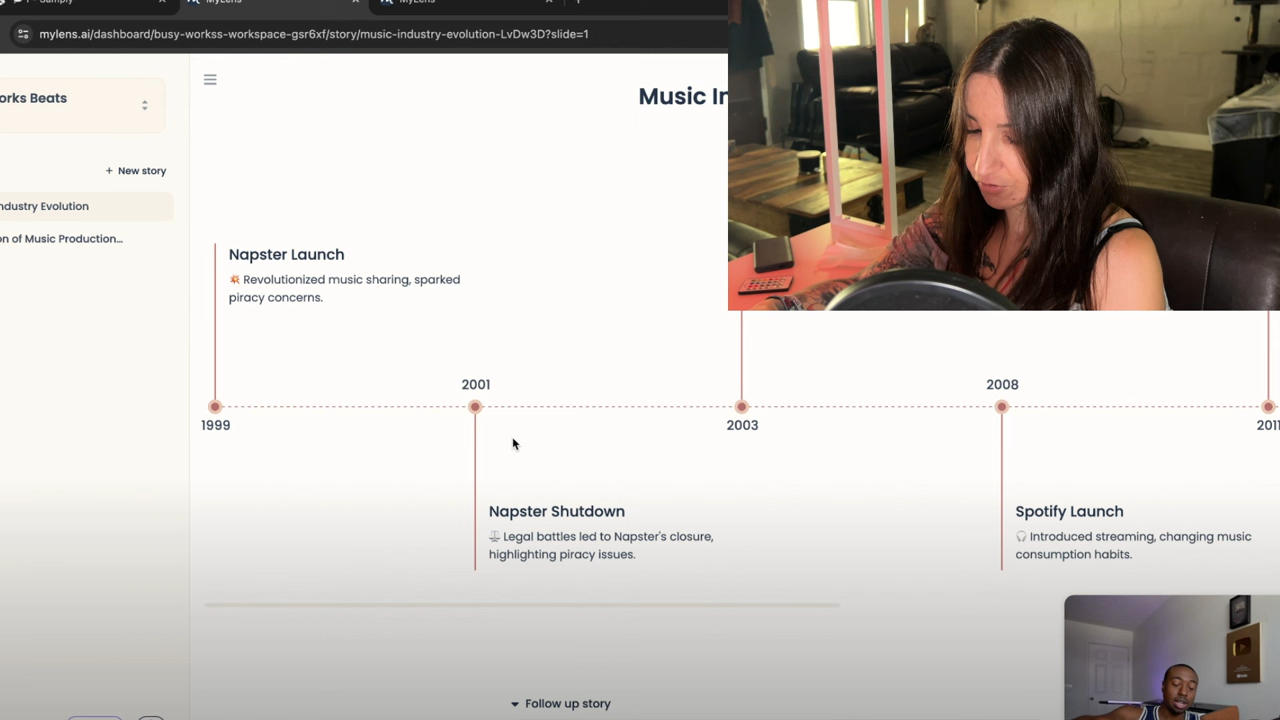 MyLens
MyLens
mylens.ai/dashboard/busy-workss-workspace-gsr6xf/story/music-industry-evolution-LvDw3D?slide=1
orks Beats
+ New story
ndustry Evolution
on of Music Production...
Music In
Napster Launch
💥 Revolutionized music sharing, sparked
piracy concerns.
2001
2008
1999
2003
2011
Napster Shutdown
⚖️ Legal battles led to Napster's closure,
highlighting piracy issues.
Spotify Launch
🎧 Introduced streaming, changing music
consumption habits.
Follow up story